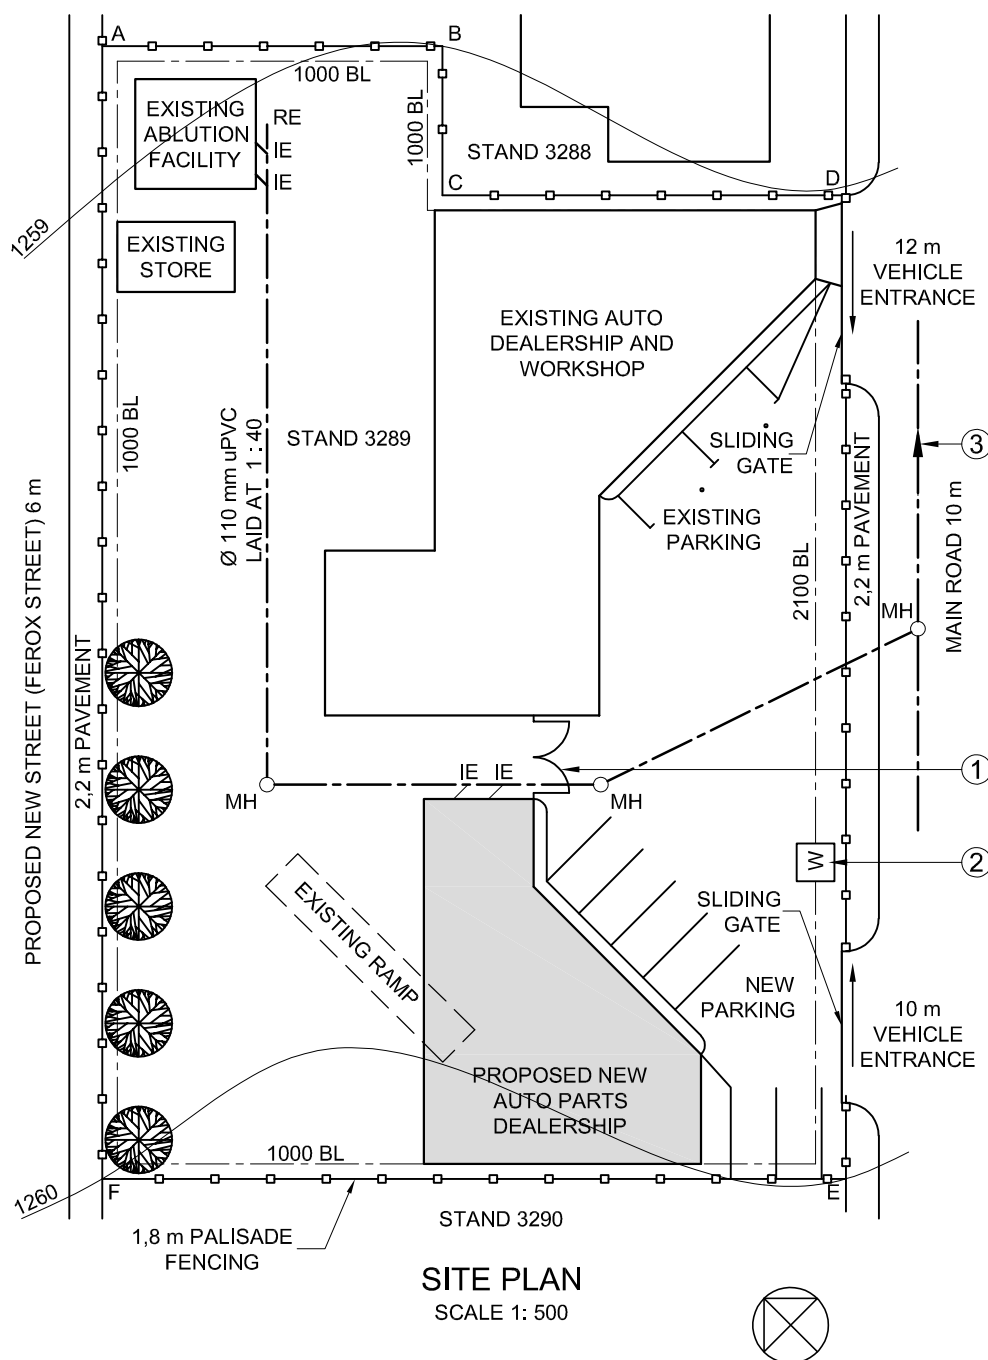 A
B
1000 BL
EXISTING
ABLUTION
FACILITY
RE
IE
IE
1000 BL
STAND 3288
C
D
1259
EXISTING
STORE
12 m
VEHICLE
ENTRANCE
EXISTING AUTO
DEALERSHIP AND
WORKSHOP
1000 BL
STAND 3289
Ø 110 mm uPVC
LAID AT 1 : 40
SLIDING
GATE
3
EXISTING
PARKING
2,2 m PAVEMENT
2100 BL
MH
MAIN ROAD 10 m
PROPOSED NEW STREET (FEROX STREET) 6 m
2,2 m PAVEMENT
IE
IE
1
MH
MH
W
2
EXISTING RAMP
SLIDING
GATE
NEW
PARKING
10 m
VEHICLE
ENTRANCE
PROPOSED NEW
AUTO PARTS
DEALERSHIP
1000 BL
1260
F
E
STAND 3290
1,8 m PALISADE
FENCING
SITE PLAN
SCALE 1: 500